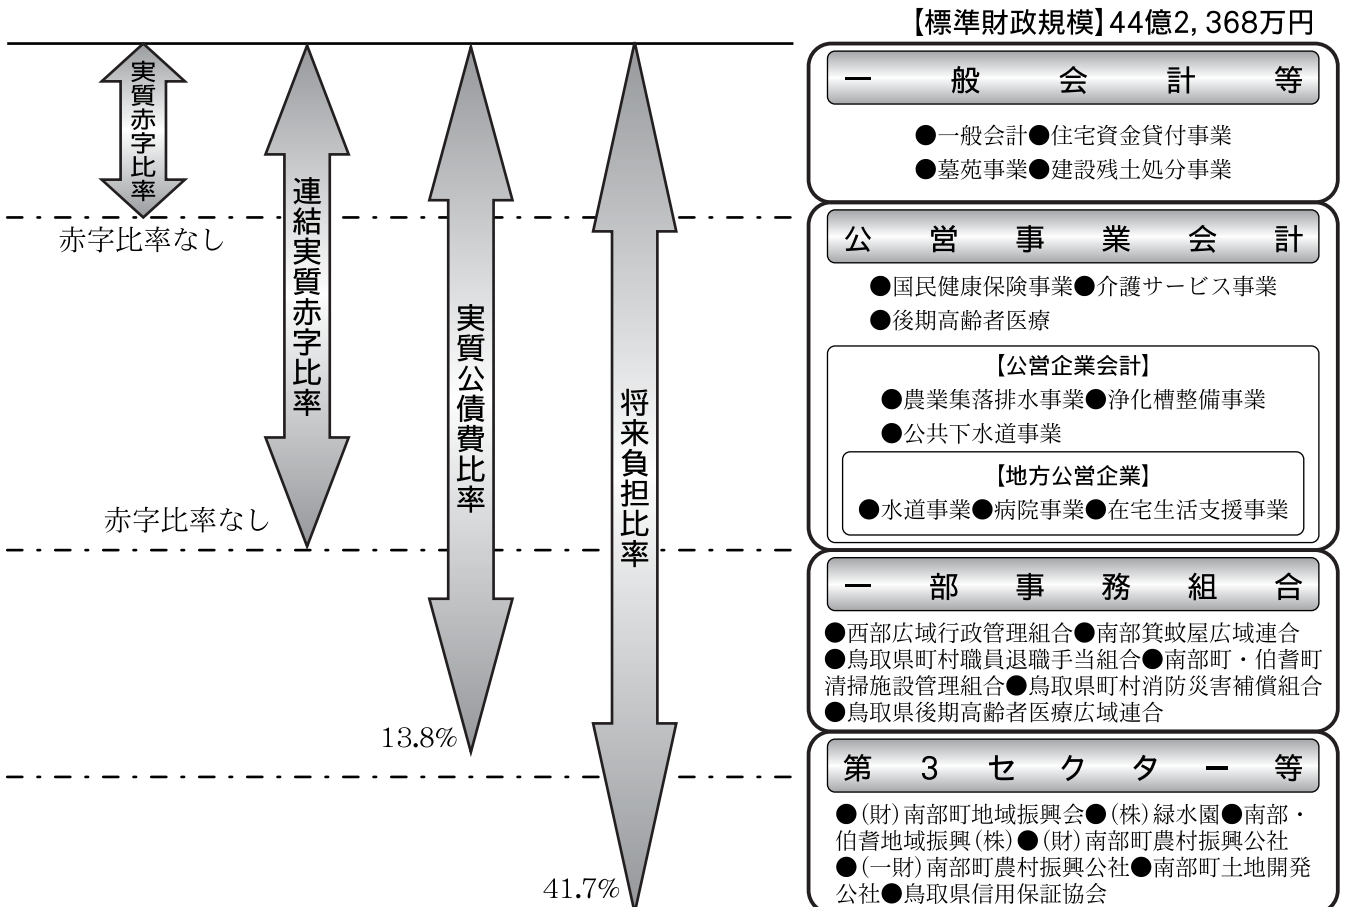 【標準財政規模】44億2,368万円
一般会計等
●一般会計●住宅資金貸付事業
●墓苑事業●建設残土処分事業
公営事業会計
●国民健康保険事業●介護サービス事業
●後期高齢者医療
【公営企業会計】
●農業集落排水事業●浄化槽整備事業
●公共下水道事業
【地方公営企業】
●水道事業●病院事業●在宅生活支援事業
一部事務組合
●西部広域行政管理組合●南部箕蚊屋広域連合
●鳥取県町村職員退職手当組合●南部町・伯耆町
清掃施設管理組合●鳥取県町村消防災害補償組合
●鳥取県後期高齢者医療広域連合
第3セクター等
●(財)南部町地域振興会●(株)緑水園●南部・
伯耆地域振興(株)●(財)南部町農村振興公社
●(一財)南部町農村振興公社●南部町土地開発
公社●鳥取県信用保証協会
実質赤字比率
赤字比率なし
連結実質赤字比率
赤字比率なし
実質公債費比率
13.8%
将来負担比率
41.7%